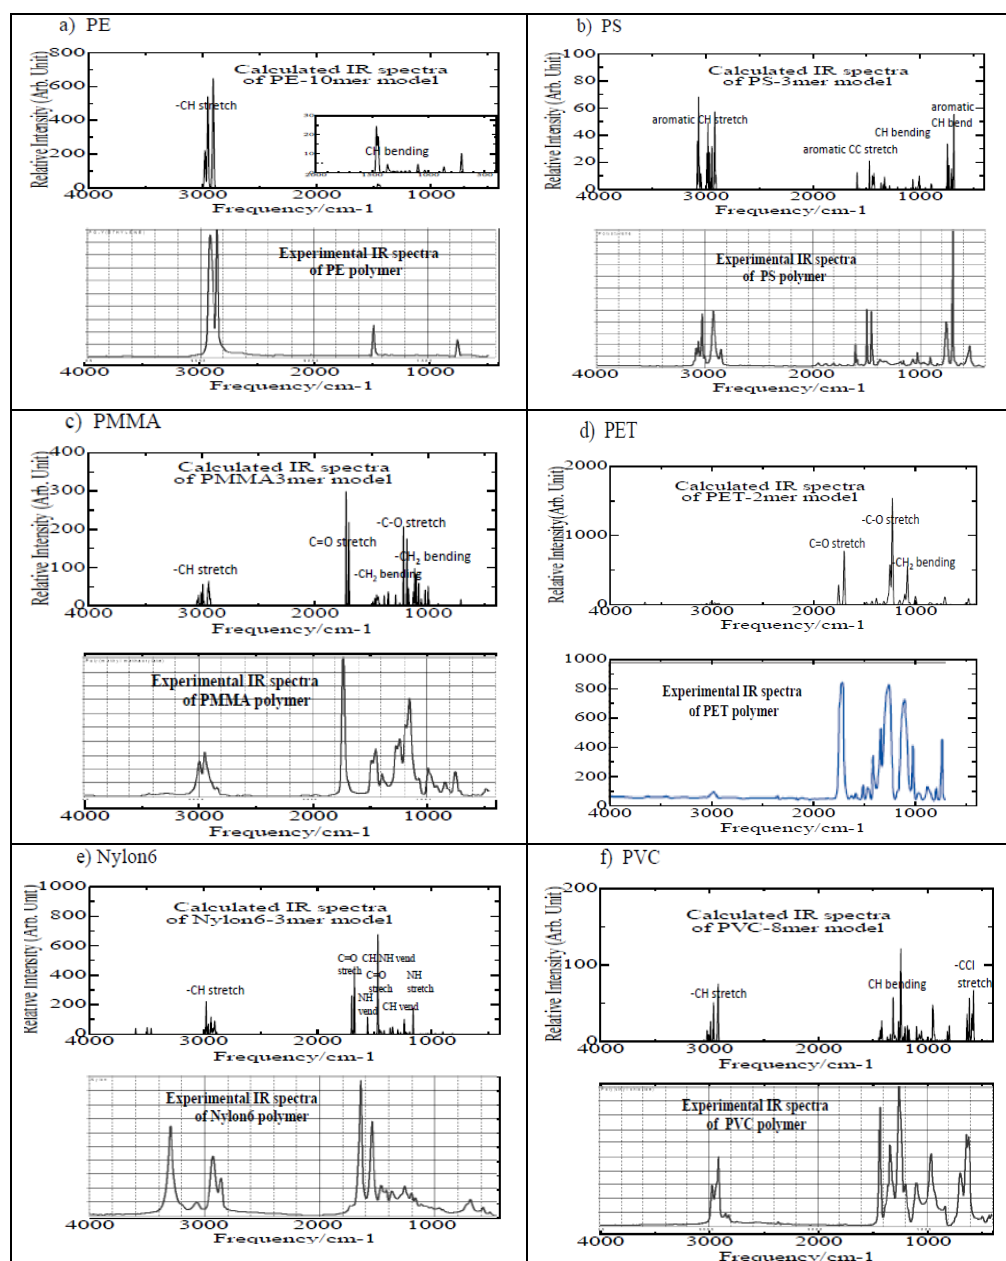 a) PE
Relative Intensity (Arb. Unit)
800
600
400
200
0
Calculated IR spectra
of PE-10mer model
-CH stretch
30
CH bending
4000 3000 2000 1000
Frequency/cm-1
Experimental IR spectra
of PE polymer
4000 3000 2000 1000
Frequency/cm-1
b) PS
Relative Intensity (Arb. Unit)
100
80
60
40
20
0
Calculated IR spectra
of PS-3mer model
aromatic CH stretch
aromatic
CH bend
CH bending
aromatic CC stretch
4000 3000 2000 1000
Frequency/cm-1
Experimental IR spectra
of PS polymer
4000 3000 2000 1000
Frequency/cm-1
c) PMMA
Relative Intensity (Arb. Unit)
400
300
200
100
0
Calculated IR spectra
of PMMA3mer model
-C-O stretch
C=O stretch
-CH2 bending
-CH2 bending
-CH stretch
4000 3000 2000 1000
Frequency/cm-1
Experimental IR spectra
of PMMA polymer
4000 3000 2000 1000
Frequency/cm-1
d) PET
Relative Intensity(Arb. Unit)
2000
1000
0
Calculated IR spectra
of PET-2mer model
-C-O stretch
C=O stretch
-CH2 bending
4000 3000 2000 1000
Frequency/cm-1
1000
800
600
400
200
0
Experimental IR spectra
of PET polymer
4000 3000 2000 1000
Frequency/cm-1
e) Nylon6
Relative Intensity (Arb. Unit)
1000
800
600
400
200
0
Calculated IR spectra
of Nylon6-3mer model
C=O
strech
CH NH vend
C=O
strech
NH
stretch
NH
vend
CH vend
-CH stretch
4000 3000 2000 1000
Frequency/cm-1
Experimental IR spectra
of Nylon6 polymer
4000 3000 2000 1000
Frequency/cm-1
f) PVC
Relative Intensity (Arb. Unit)
200
100
0
Calculated IR spectra
of PVC-8mer model
-CH stretch
CH bending
-CCl
stretch
4000 3000 2000 1000
Frequency/cm-1
Experimental IR spectra
of PVC polymer
4000 3000 2000 1000
Frequency/cm-1